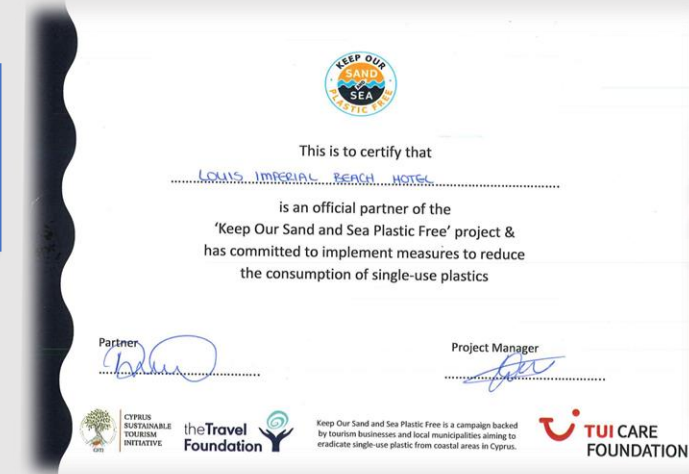 KEEP OUR
SAND
SEA
PLASTIC FREE
This is to certify that
LOUIS IMPERIAL BEACH HOTEL
is an official partner of the
'Keep Our Sand and Sea Plastic Free' project &
has committed to implement measures to reduce
the consumption of single-use plastics
Partner
Project Manager
CYPRUS
SUSTAINABLE
TOURISM
INITIATIVE
theTravel
Foundation
Keep Our Sand and Sea Plastic Free is a campaign backed
by tourism businesses and local municipalities aiming to
eradicate single-use plastic from coastal areas in Cyprus.
TUI CARE
FOUNDATION